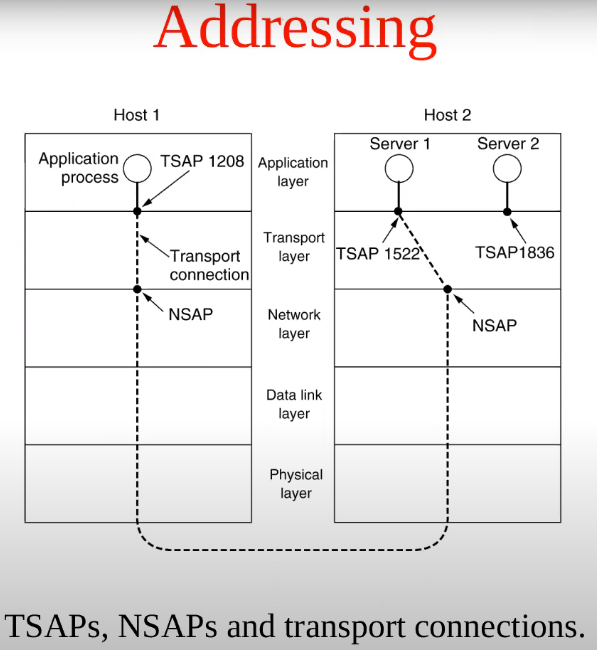 Addressing
Host 1
Host 2
Application
process
TSAP 1208
Application
layer
Server 1
Server 2
Transport
connection
Transport
layer
TSAP 1522
TSAP1836
NSAP
Network
layer
NSAP
Data link
layer
Physical
layer
TSAPs, NSAPs and transport connections.